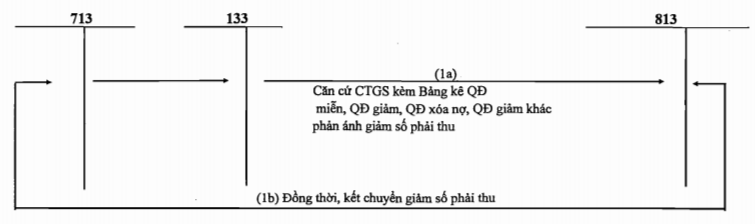 713
133
813
(1a)
Căn cứ CTGS kèm Bảng kê QĐ
miễn, QĐ giảm, QĐ xóa nợ, QĐ giảm khác
phản ánh giảm số phải thu
(1b) Đồng thời, kết chuyển giảm số phải thu